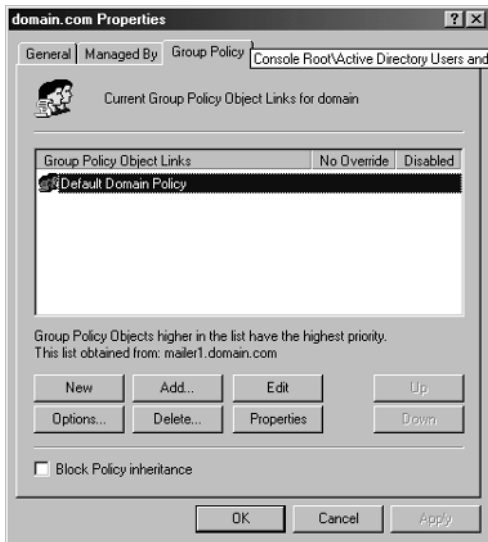 domain.com Properties
General Managed By Group Policy Console Root\Active Directory Users and
Current Group Policy Object Links for domain
Group Policy Object Links No Override Disabled
Default Domain Policy
Group Policy Objects higher in the list have the highest priority.
This list obtained from: mailer1.domain.com
New Add... Edit Up
Options... Delete... Properties Down
Block Policy inheritance
OK Cancel Apply